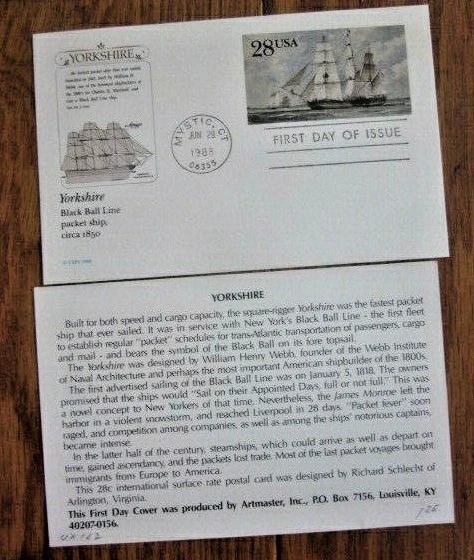 YORKSHIRE
28 USA
MYSTIC, CT
JUN 29
1988
06355
FIRST DAY OF ISSUE
Yorkshire
Black Ball Line
packet ship,
circa 1850
YORKSHIRE
Built for both speed and cargo capacity, the square-rigger Yorkshire was the fastest packet
ship that ever sailed. It was in service with New York's Black Ball Line - the first fleet
to establish regular "packet" schedules for trans-Atlantic transportation of passengers, cargo
and mail - and bears the symbol of the Black Ball on its fore topsail.
The Yorkshire was designed by William Henry Webb, founder of the Webb Institute
of Naval Architecture and perhaps the most important American shipbuilder of the 1800s.
The first advertised sailing of the Black Ball Line was on January 5, 1818. The owners
promised that the ships would "Sail on their Appointed Days, full or not full." This was
a novel concept to New Yorkers of that time. Nevertheless, the James Monroe left the
harbor in a violent snowstorm, and reached Liverpool in 28 days. "Packet fever" soon
raged, and competition among companies, as well as among the ships' notorious captains,
became intense.
In the latter half of the century, steamships, which could arrive as well as depart on
time, gained ascendancy, and the packets lost trade. Most of the last packet voyages brought
immigrants from Europe to America.
This 28c international surface rate postal card was designed by Richard Schlecht of
Arlington, Virginia.
This First Day Cover was produced by Artmaster, Inc., P.O. Box 7156, Louisville, KY
40207-0156.